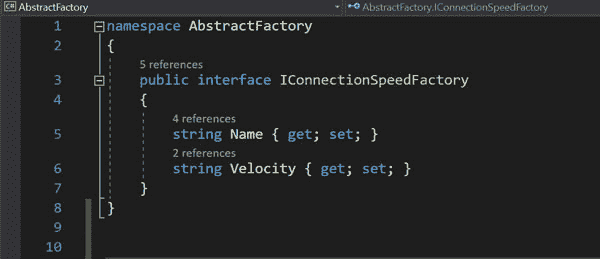 C# AbstractFactory AbstractFactory.IConnectionSpeedFactory
1 namespace AbstractFactory
2 {
5 references
3 public interface IConnectionSpeedFactory
4 {
4 references
5 string Name { get; set; }
2 references
6 string Velocity { get; set; }
7 }
8 }
9
10